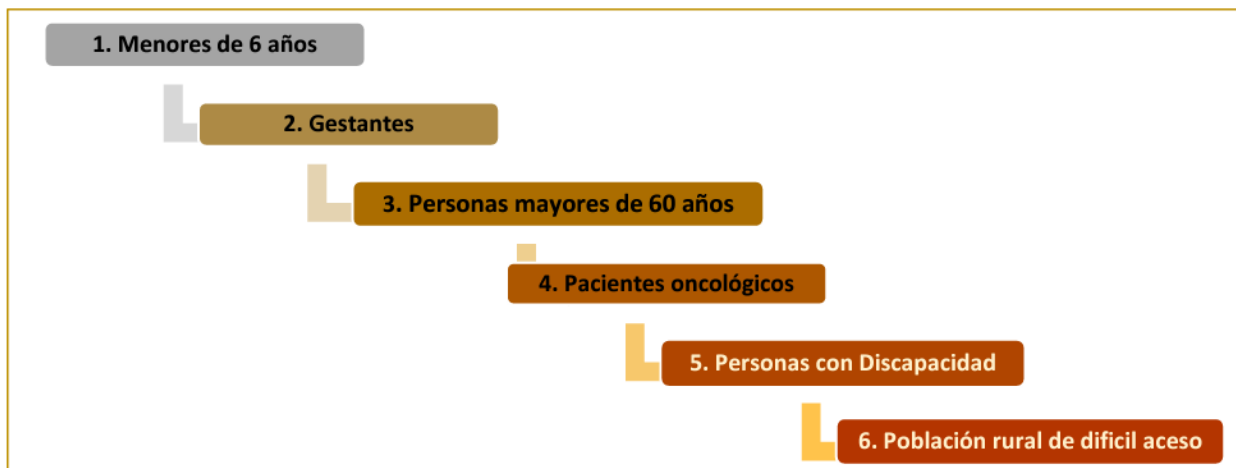 1. Menores de 6 años
2. Gestantes
3. Personas mayores de 60 años
4. Pacientes oncológicos
5. Personas con Discapacidad
6. Población rural de dificil aceso